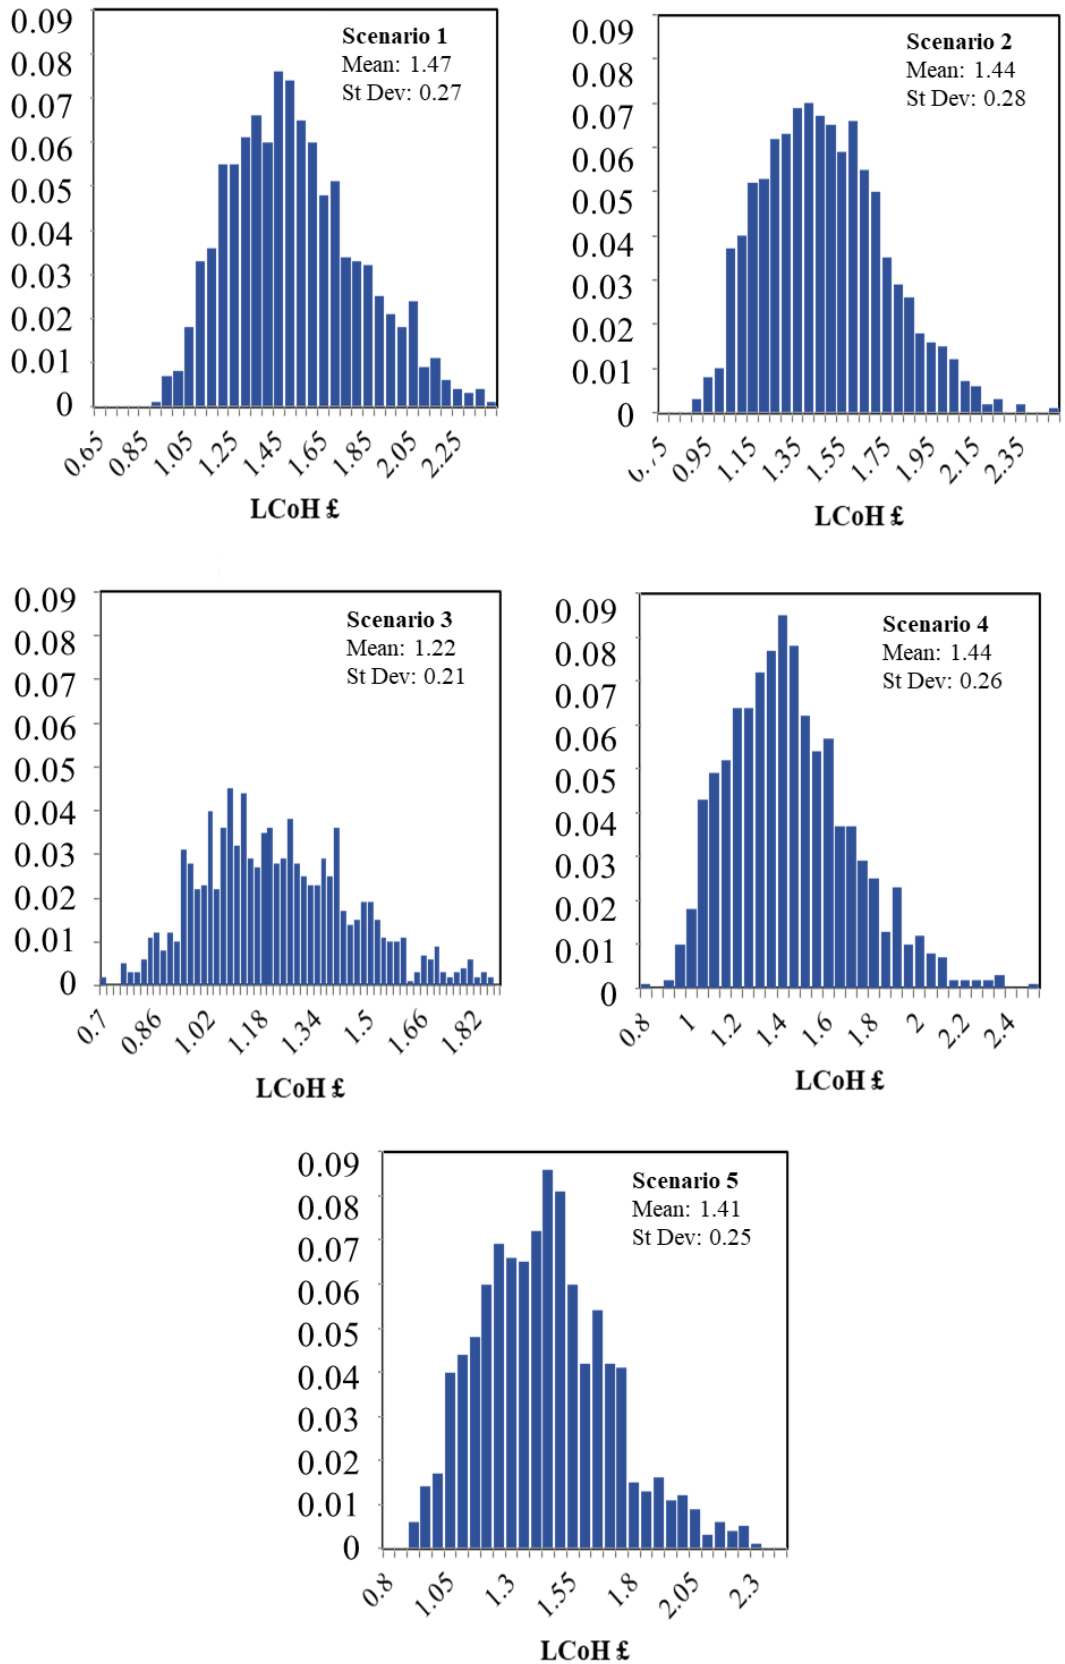 0.09
0.08
0.07
0.06
0.05
0.04
0.03
0.02
0.01
0
Scenario 1
Mean: 1.47
St Dev: 0.27
0.65 0.85 1.05 1.25 1.45 1.65 1.85 2.05 2.25
LCoH £
0.09
0.08
0.07
0.06
0.05
0.04
0.03
0.02
0.01
0
Scenario 2
Mean: 1.44
St Dev: 0.28
0.75 0.95 1.15 1.35 1.55 1.75 1.95 2.15 2.35
LCoH £
0.09
0.08
0.07
0.06
0.05
0.04
0.03
0.02
0.01
0
Scenario 3
Mean: 1.22
St Dev: 0.21
0.7 0.86 1.02 1.18 1.34 1.5 1.66 1.82
LCoH £
0.09
0.08
0.07
0.06
0.05
0.04
0.03
0.02
0.01
0
Scenario 4
Mean: 1.44
St Dev: 0.26
0.8 1 1.2 1.4 1.6 1.8 2 2.2 2.4
LCoH £
0.09
0.08
0.07
0.06
0.05
0.04
0.03
0.02
0.01
0
Scenario 5
Mean: 1.41
St Dev: 0.25
0.8 1.05 1.3 1.55 1.8 2.05 2.3
LCoH £